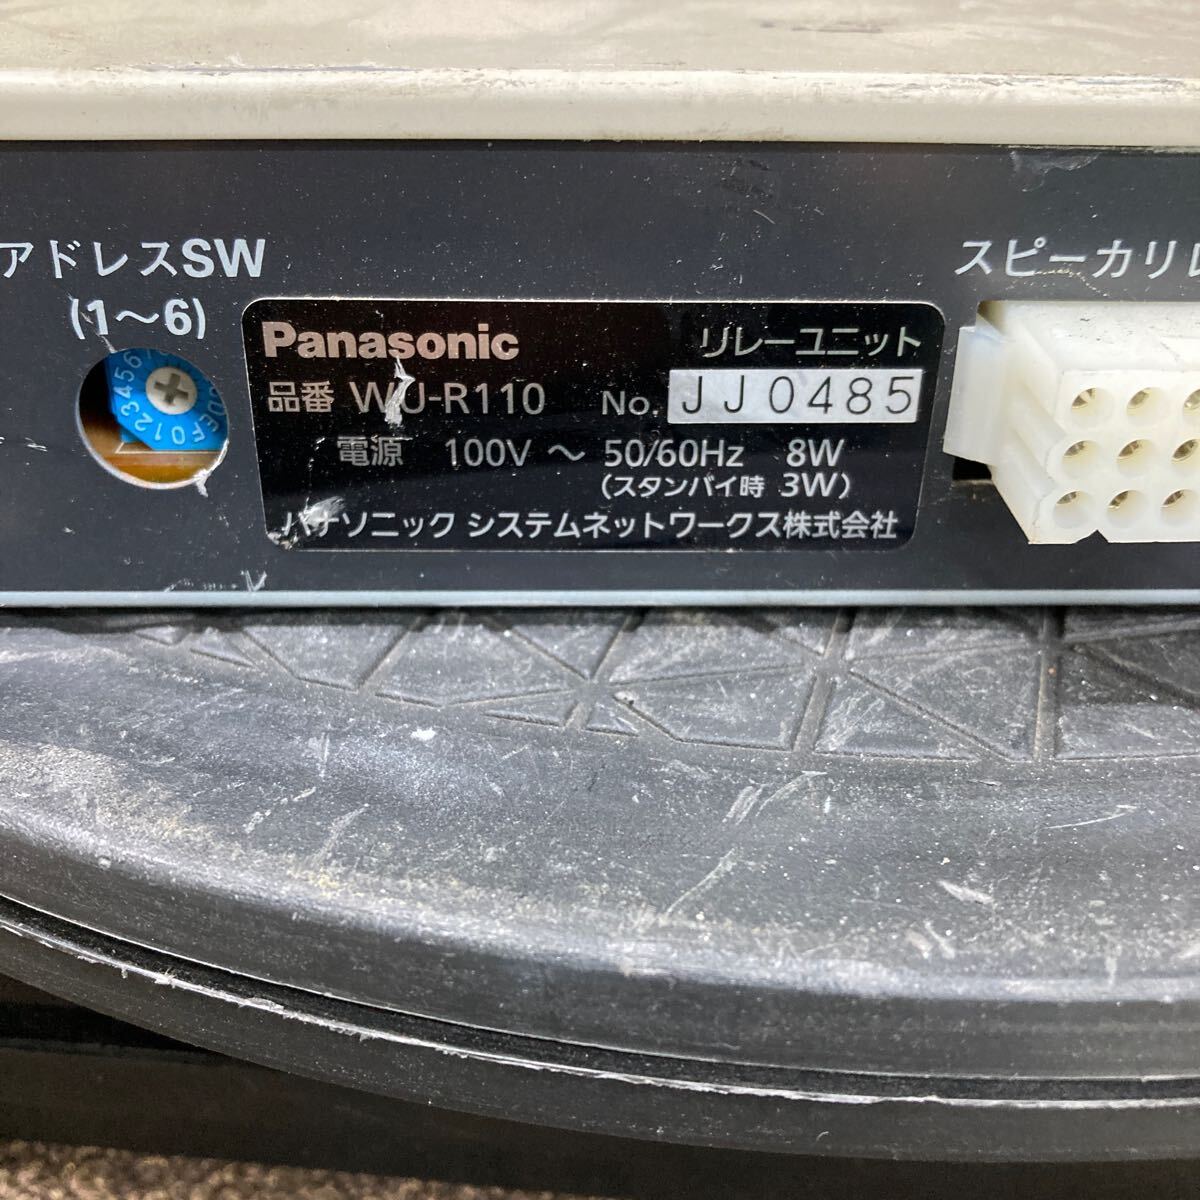 アドレスSW
(1～6)
スピーカリレ
Panasonic
リレーユニット
品番 WU-R110
No. JJ0485
電源 100V ～ 50/60Hz 8W
(スタンバイ時 3W)
パナソニック システムネットワークス株式会社